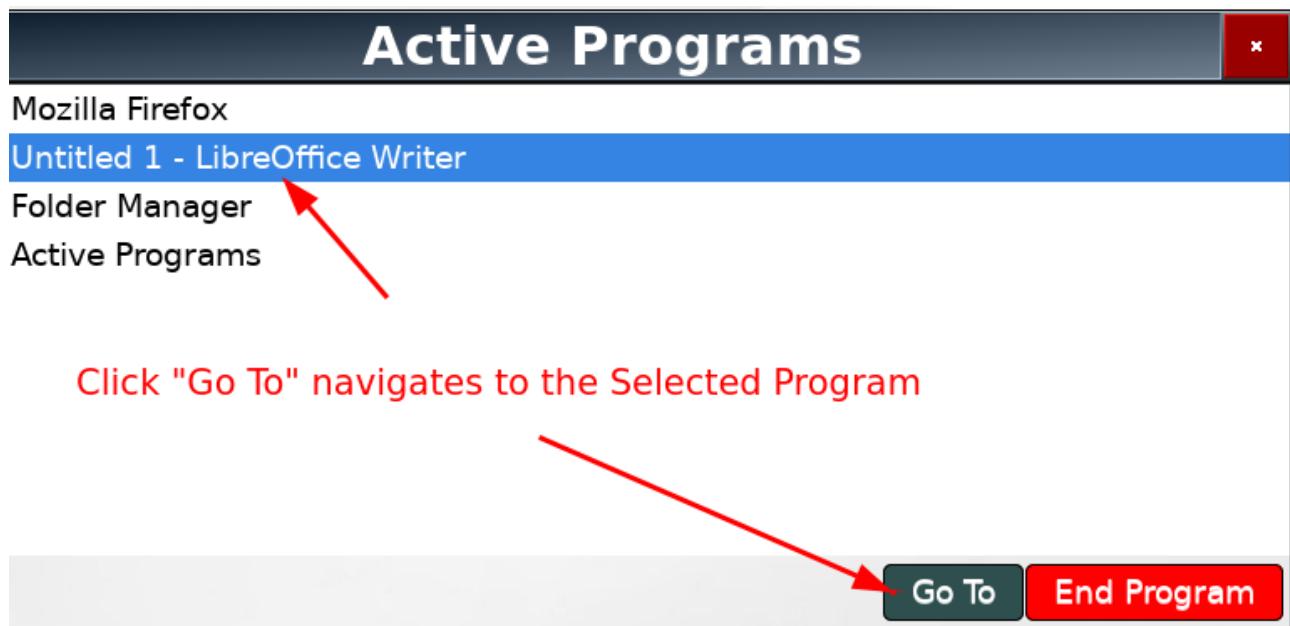 Active Programs
Mozilla Firefox
Untitled 1 - LibreOffice Writer
Folder Manager
Active Programs
Click "Go To" navigates to the Selected Program
Go To End Program